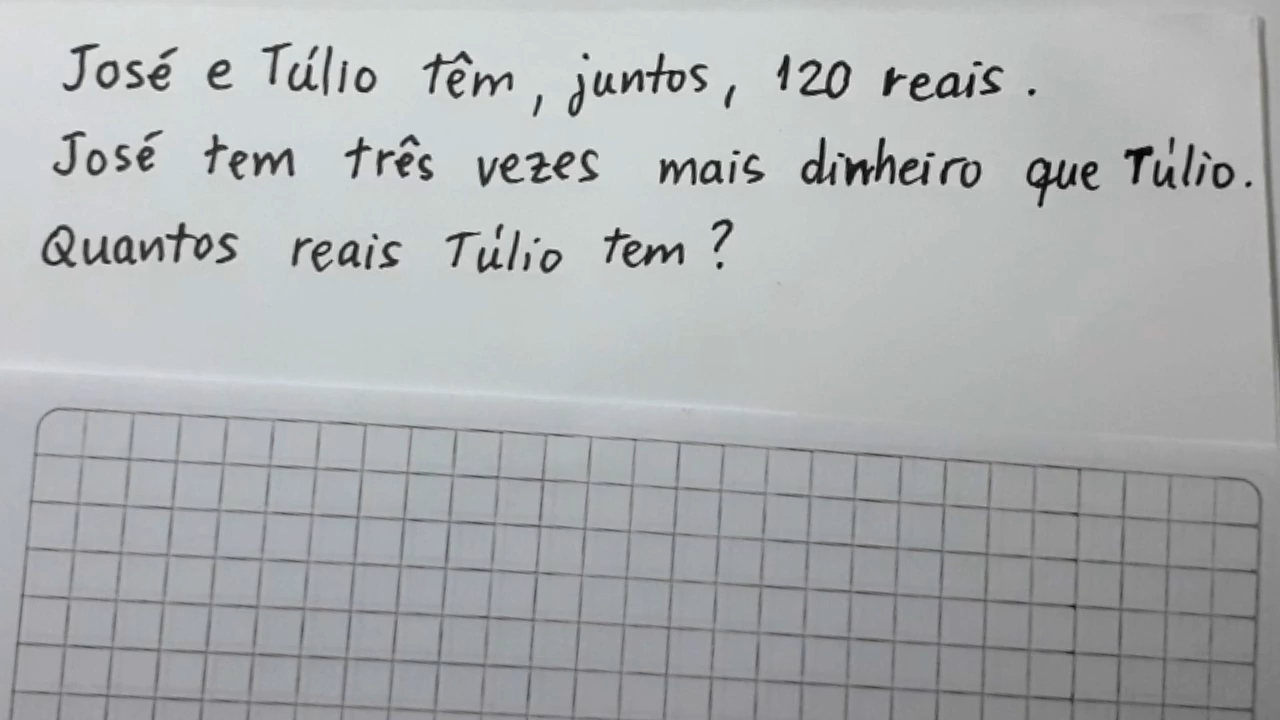 José e Túlio têm, juntos, 120 reais.
José tem três vezes mais dinheiro que Túlio.
Quantos reais Túlio tem?